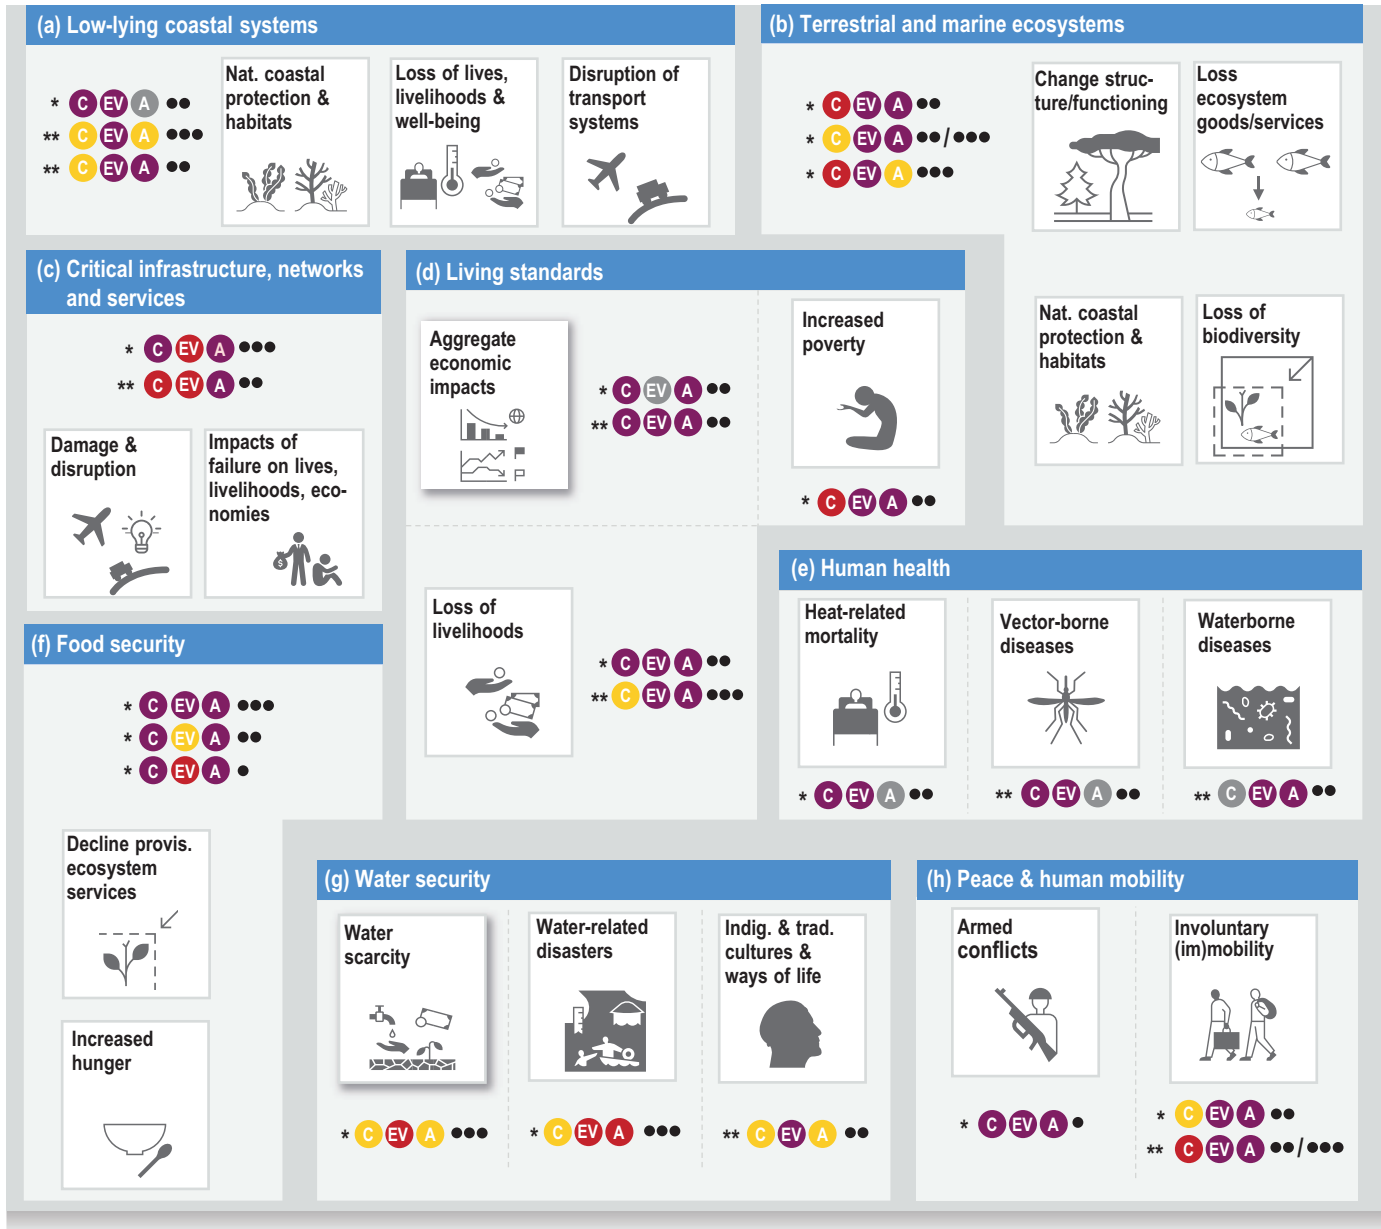 (a) Low-lying coastal systems
* C EV A ●●
** C EV A ●●●
** C EV A ●●
Nat. coastal
protection &
habitats
Loss of lives,
livelihoods &
well-being
Disruption of
transport
systems
(b) Terrestrial and marine ecosystems
* C EV A ●●
* C EV A ●●/●●●
* C EV A ●●●
Change struc-
ture/functioning
Loss
ecosystem
goods/services
Nat. coastal
protection &
habitats
Loss of
biodiversity
(c) Critical infrastructure, networks
and services
* C EV A ●●●
** C EV A ●●
Damage &
disruption
Impacts of
failure on lives,
livelihoods, eco-
nomies
$
(d) Living standards
Aggregate
economic
impacts
* C EV A ●●
** C EV A ●●
Increased
poverty
* C EV A ●●
Loss of
livelihoods
* C EV A ●●
** C EV A ●●●
(e) Human health
Heat-related
mortality
* C EV A ●●
Vector-borne
diseases
** C EV A ●●
Waterborne
diseases
** C EV A ●●
(f) Food security
* C EV A ●●●
* C EV A ●●
* C EV A ●
Decline provis.
ecosystem
services
Increased
hunger
(g) Water security
Water
scarcity
* C EV A ●●●
Water-related
disasters
* C EV A ●●●
Indig. & trad.
cultures &
ways of life
** C EV A ●●
(h) Peace & human mobility
Armed
conflicts
* C EV A ●
Involuntary
(im)mobility
* C EV A ●●
** C EV A ●●/●●●